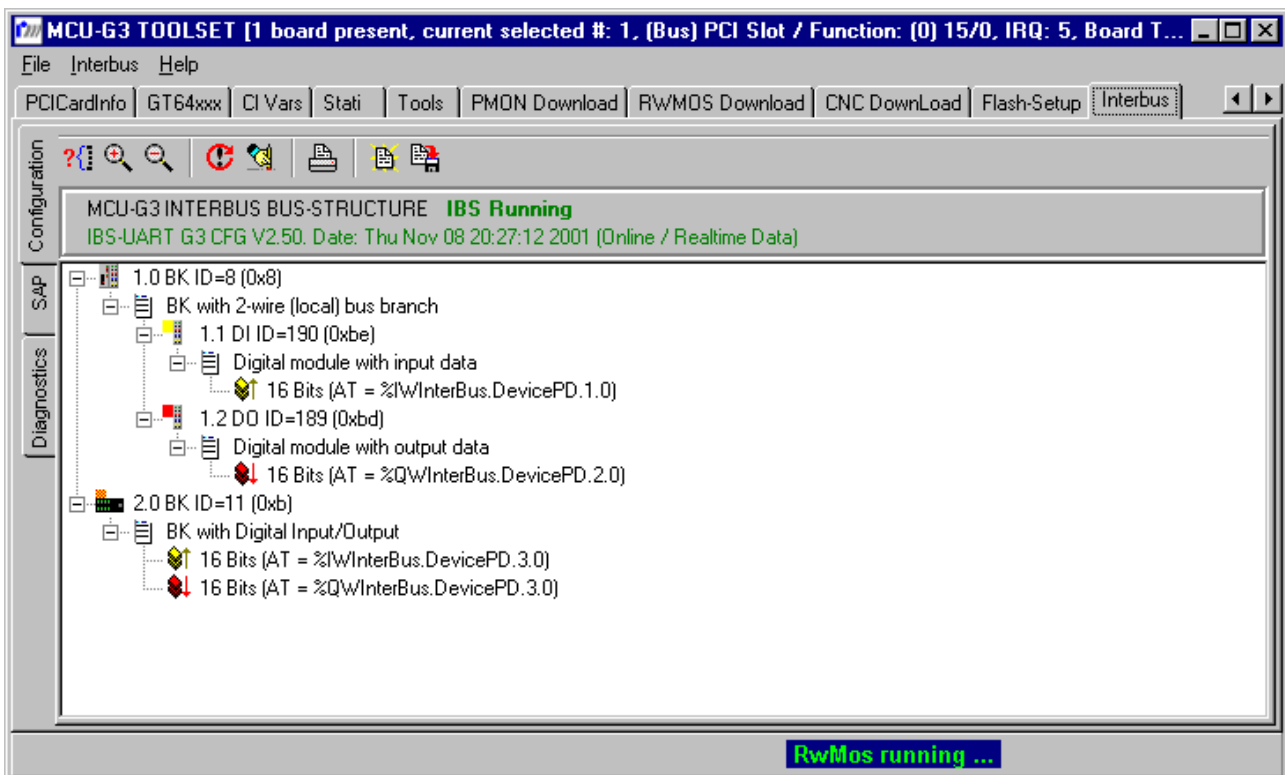 MCU-G3 TOOLSET [1 board present, current selected #: 1, (Bus) PCI Slot / Function: (0) 15/0, IRQ: 5, Board T...
File Interbus Help
PCICardInfo GT64xxx CI Vars Stati Tools PMON Download RWMOS Download CNC DownLoad Flash-Setup Interbus
Configuration
SAP
Diagnostics
MCU-G3 INTERBUS BUS-STRUCTURE IBS Running
IBS-UART G3 CFG V2.50. Date: Thu Nov 08 20:27:12 2001 (Online / Realtime Data)
1.0 BK ID=8 (0x8)
BK with 2-wire (local) bus branch
1.1 DI ID=190 (0xbe)
Digital module with input data
16 Bits (AT = %IWInterBus.DevicePD.1.0)
1.2 DO ID=189 (0xbd)
Digital module with output data
16 Bits (AT = %QWInterBus.DevicePD.2.0)
2.0 BK ID=11 (0xb)
BK with Digital Input/Output
16 Bits (AT = %IWInterBus.DevicePD.3.0)
16 Bits (AT = %QWInterBus.DevicePD.3.0)
RwMos running ...